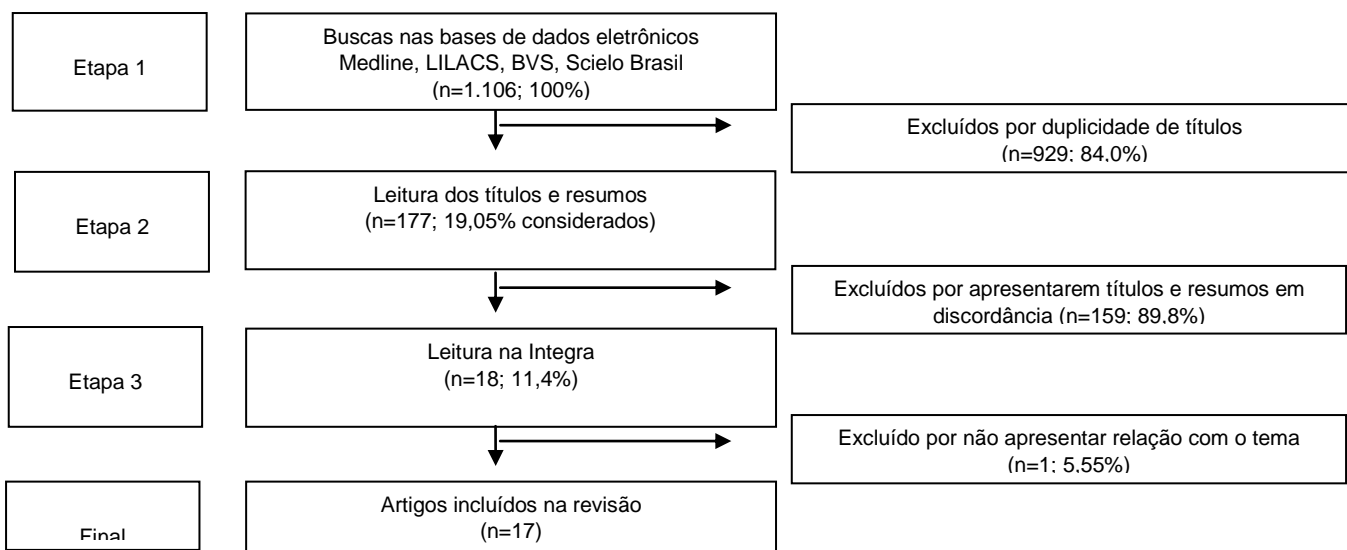 Etapa 1
Buscas nas bases de dados eletrônicos
Medline, LILACS, BVS, Scielo Brasil
(n=1.106; 100%)
Excluídos por duplicidade de títulos
(n=929; 84,0%)
Etapa 2
Leitura dos títulos e resumos
(n=177; 19,05% considerados)
Excluídos por apresentarem títulos e resumos em
discordância (n=159; 89,8%)
Etapa 3
Leitura na Integra
(n=18; 11,4%)
Excluído por não apresentar relação com o tema
(n=1; 5,55%)
Final
Artigos incluídos na revisão
(n=17)